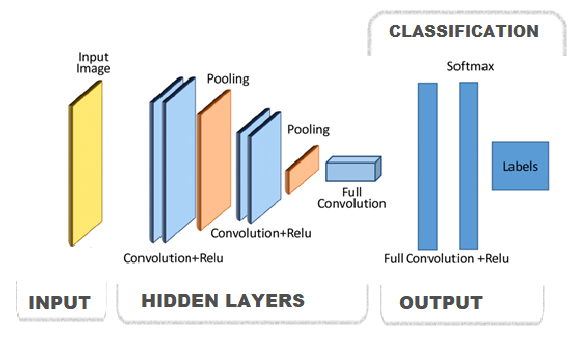 CLASSIFICATION
Input
Image
Pooling
Softmax
Pooling
Labels
Full
Convolution
Convolution+Relu
Convolution+Relu
Full Convolution +Relu
INPUT
HIDDEN LAYERS
OUTPUT